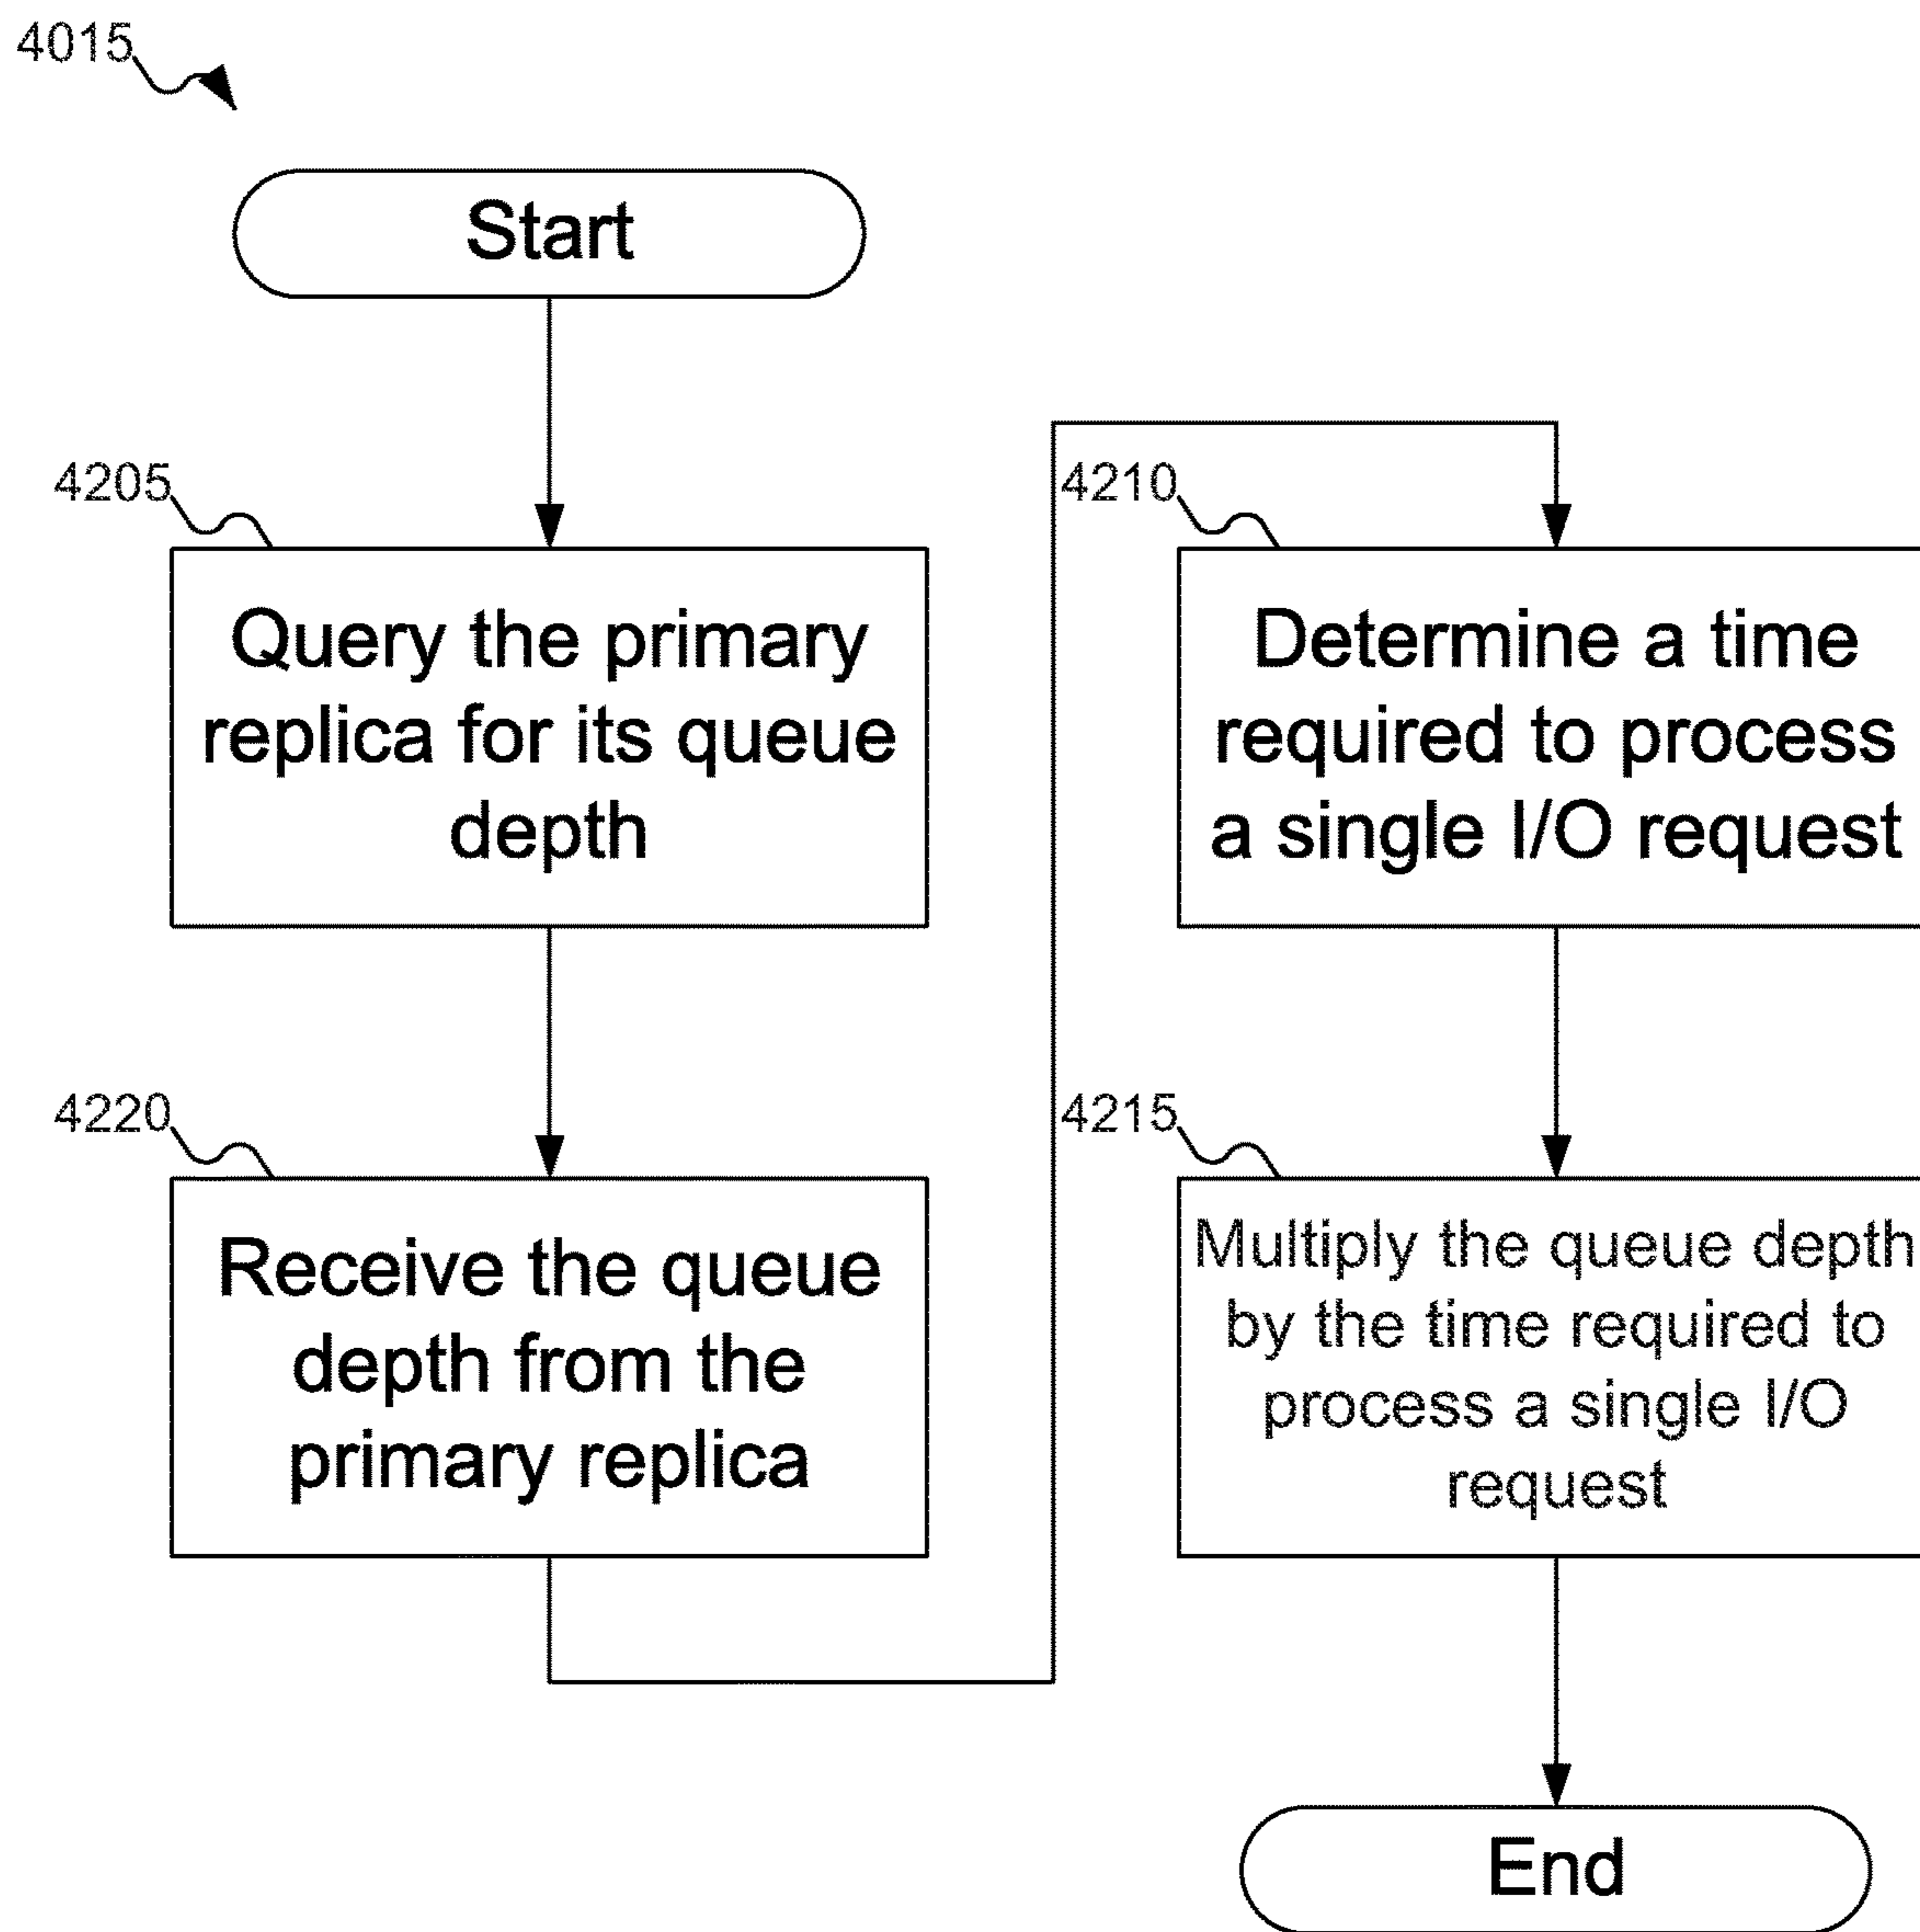 4015
Start
4205
Query the primary
replica for its queue
depth
4220
Receive the queue
depth from the
primary replica
4210
Determine a time
required to process
a single I/O request
4215
Multiply the queue depth
by the time required to
process a single I/O
request
End